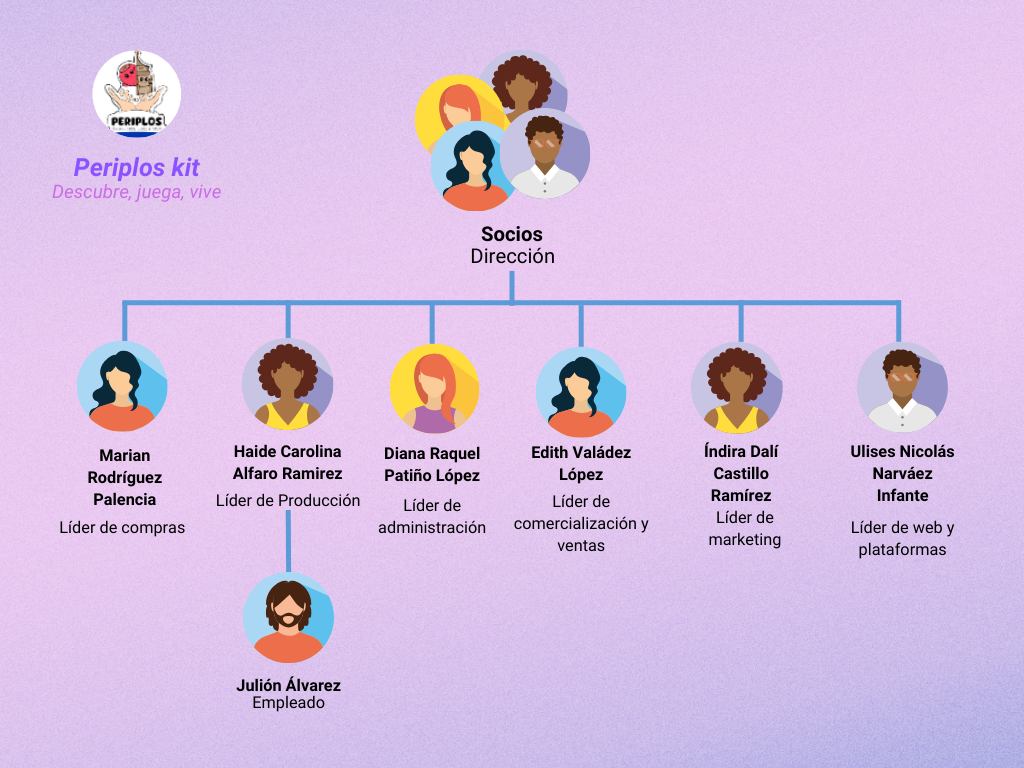 PERIPLOS
Periplos kit
Descubre, juega, vive
Socios
Dirección
Marian
Rodríguez
Palencia
Líder de compras
Haide Carolina
Alfaro Ramirez
Líder de Producción
Diana Raquel
Patiño López
Líder de
administración
Edith Valádez
López
Líder de
comercialización y
ventas
Índira Dalí
Castillo
Ramírez
Líder de
marketing
Ulises Nicolás
Narváez
Infante
Líder de web y
plataformas
Julión Álvarez
Empleado